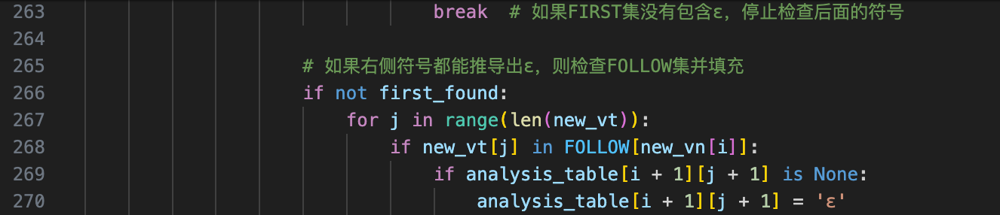 263 break  # 如果FIRST集没有包含ε，停止检查后面的符号
264
265 # 如果右侧符号都能推导出ε，则检查FOLLOW集并填充
266 if not first_found:
267 for j in range(len(new_vt)):
268 if new_vt[j] in FOLLOW[new_vn[i]]:
269 if analysis_table[i + 1][j + 1] is None:
270 analysis_table[i + 1][j + 1] = 'ε'